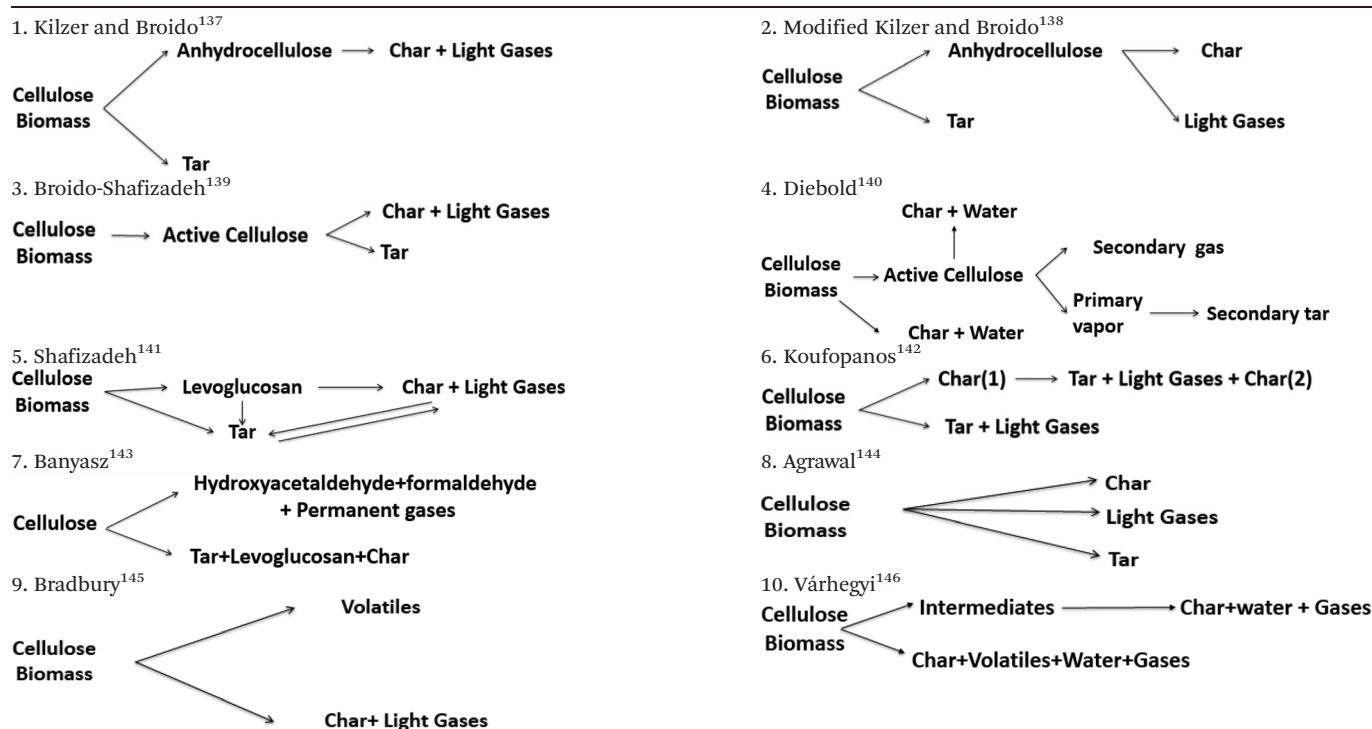 1. Kilzer and Broido137
Anhydrocellulose
Char + Light Gases
Cellulose
Biomass
Tar
2. Modified Kilzer and Broido138
Anhydrocellulose
Char
Cellulose
Biomass
Tar
Light Gases
3. Broido-Shafizadeh139
Cellulose
Biomass
Active Cellulose
Char + Light Gases
Tar
4. Diebold140
Char + Water
Cellulose
Biomass
Active Cellulose
Secondary gas
Primary
vapor
Secondary tar
Char + Water
5. Shafizadeh141
Cellulose
Biomass
Levoglucosan
Char + Light Gases
Tar
6. Koufopanos142
Char(1)
Tar + Light Gases + Char(2)
Cellulose
Biomass
Tar + Light Gases
7. Banyasz143
Hydroxyacetaldehyde+formaldehyde
+ Permanent gases
Cellulose
Tar+Levoglucosan+Char
8. Agrawal144
Char
Cellulose
Biomass
Light Gases
Tar
9. Bradbury145
Volatiles
Cellulose
Biomass
Char+ Light Gases
10. Várhegyi146
Cellulose
Biomass
Intermediates
Char+water + Gases
Char+Volatiles+Water+Gases